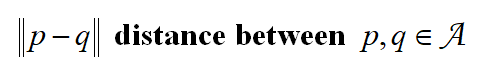 ‖p − q‖ distance between p, q ∈ 𝒜